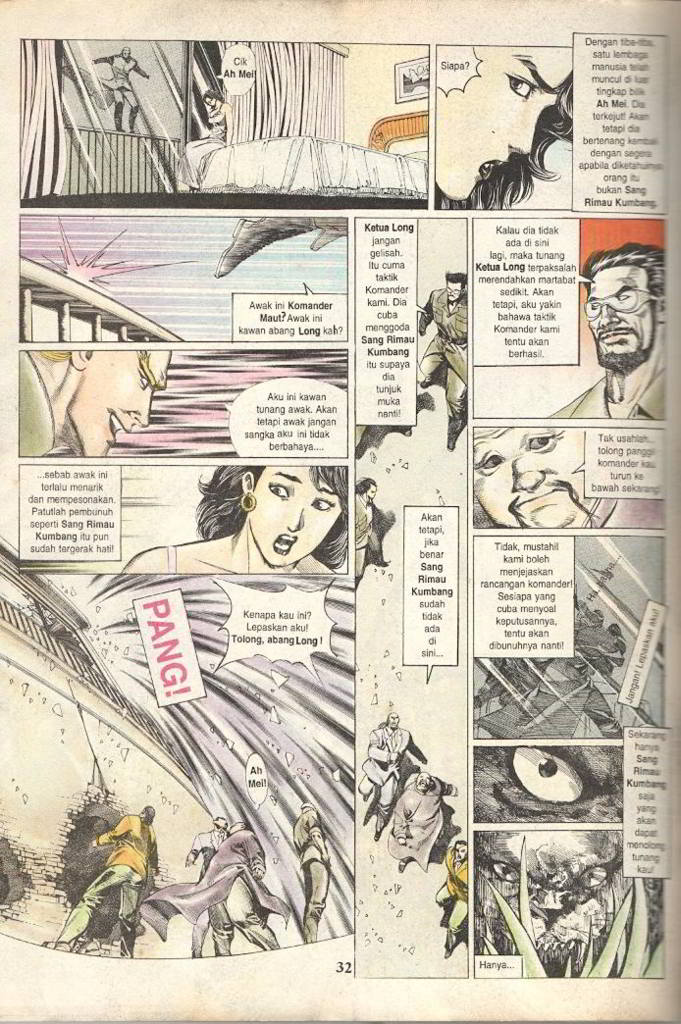 Cik
Ah Mei!
Siapa?
Dengan tiba-tiba,
satu lembaga
manusia telah
muncul di luar
tingkap bilik
Ah Mei. Dia
terkejut! Akan
tetapi dia
bertenang kembali
dengan segera
apabila diketahuinya
orang itu
bukan Sang
Rimau Kumbang.
Awak ini Komander
Maut? Awak ini
kawan abang Long kah?
Aku ini kawan
tunang awak. Akan
tetapi awak jangan
sangka aku ini tidak
berbahaya....
...sebab awak ini
terlalu menarik
dan mempesonakan.
Patutlah pembunuh
seperti Sang Rimau
Kumbang itu pun
sudah tergerak hati!
Kenapa kau ini?
Lepaskan aku!
Tolong, abang Long!
PANG!
Ah
Mei!
Ketua Long
jangan
gelisah.
Itu cuma
taktik
Komander
kami. Dia
cuba
menggoda
Sang Rimau
Kumbang
itu supaya
dia
tunjuk
muka
nanti!
Akan
tetapi,
jika
benar
Sang
Rimau
Kumbang
sudah
tidak
ada
di
sini...
Kalau dia tidak
ada di sini
lagi, maka tunang
Ketua Long terpaksalah
merendahkan martabat
sedikit. Akan
tetapi, aku yakin
bahawa taktik
Komander kami
tentu akan
berhasil.
Tak usahlah...
tolong panggil
komander kau
turun ke
bawah sekarang!
Tidak, mustahil
kami boleh
menjejaskan
rancangan komander!
Sesiapa yang
cuba menyoal
keputusannya,
tentu akan
dibunuhnya nanti!
Ha ha ha...
Jangan! Lepaskan aku!
Sekarang
hanya
Sang
Rimau
Kumbang
saja
yang
akan
dapat
menolong
tunang
kau!
Hanya...
32